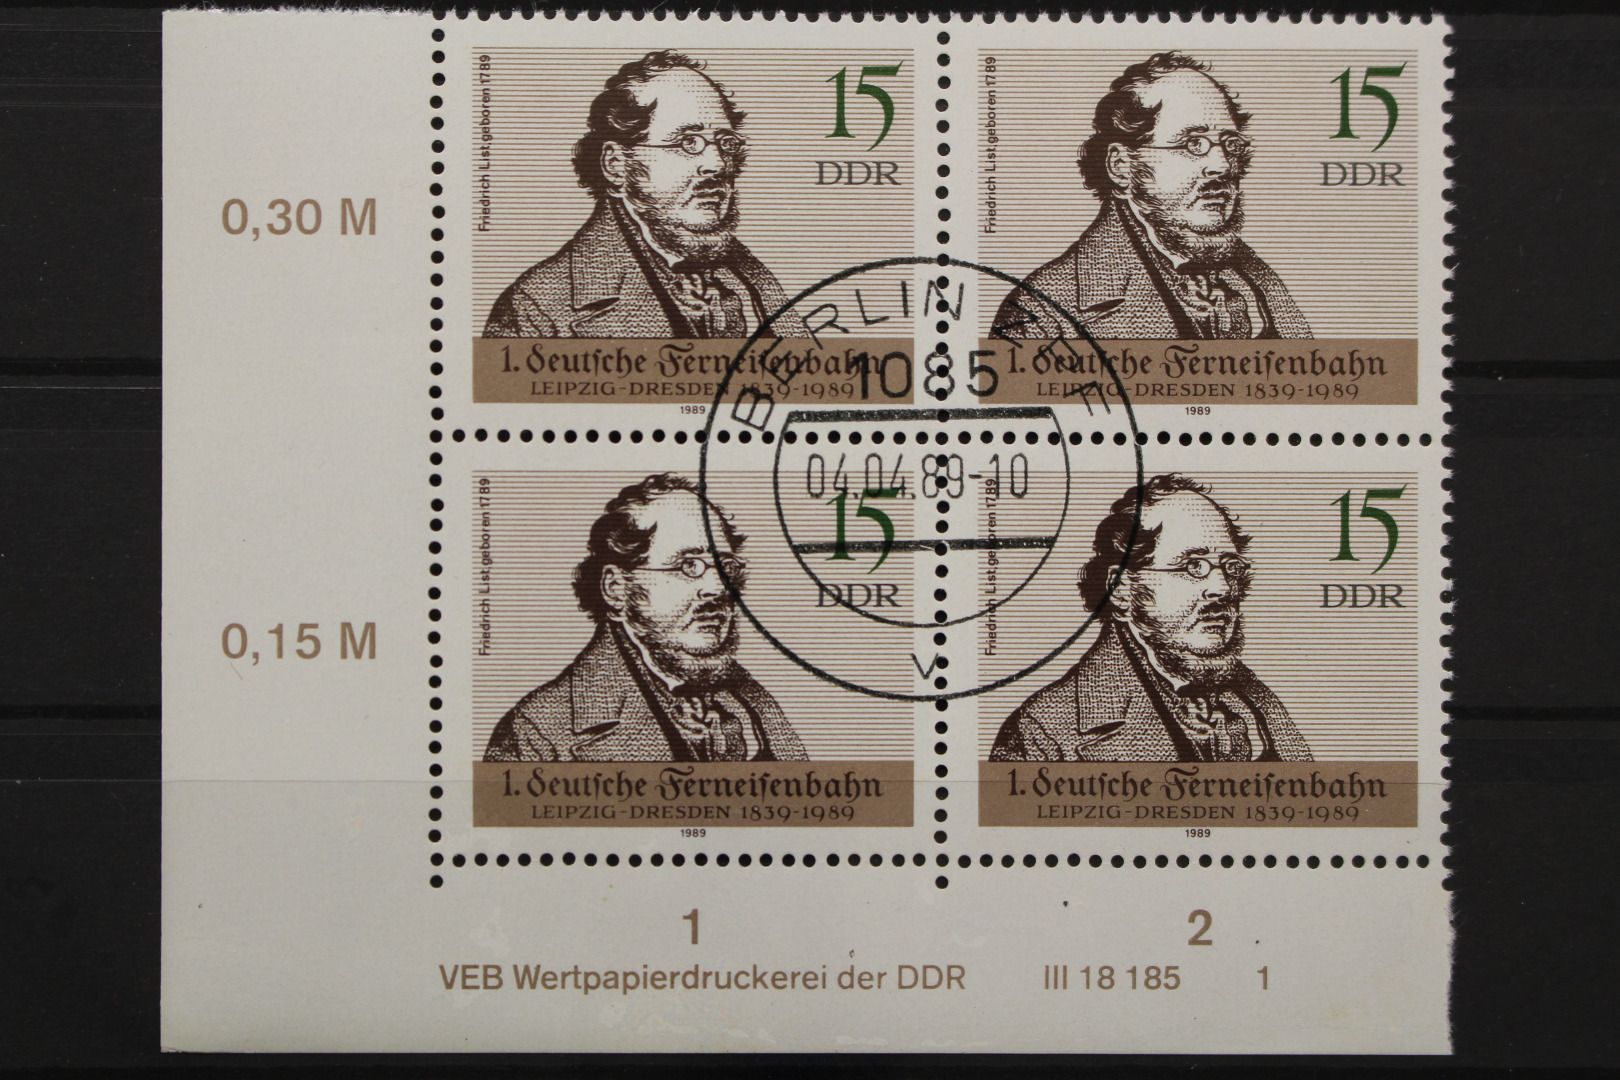 Friedrich List geboren 1789
15
DDR
1. deutsche Ferneisenbahn
LEIPZIG-DRESDEN 1839-1989
1989
Friedrich List geboren 1789
15
DDR
1. deutsche Ferneisenbahn
LEIPZIG-DRESDEN 1839-1989
1989
0,30 M
BERLIN ZPF
1085
04.04.89-10
v
Friedrich List geboren 1789
15
DDR
1. deutsche Ferneisenbahn
LEIPZIG-DRESDEN 1839-1989
1989
Friedrich List geboren 1789
15
DDR
1. deutsche Ferneisenbahn
LEIPZIG-DRESDEN 1839-1989
1989
0,15 M
1 2
VEB Wertpapierdruckerei der DDR III 18 185 1